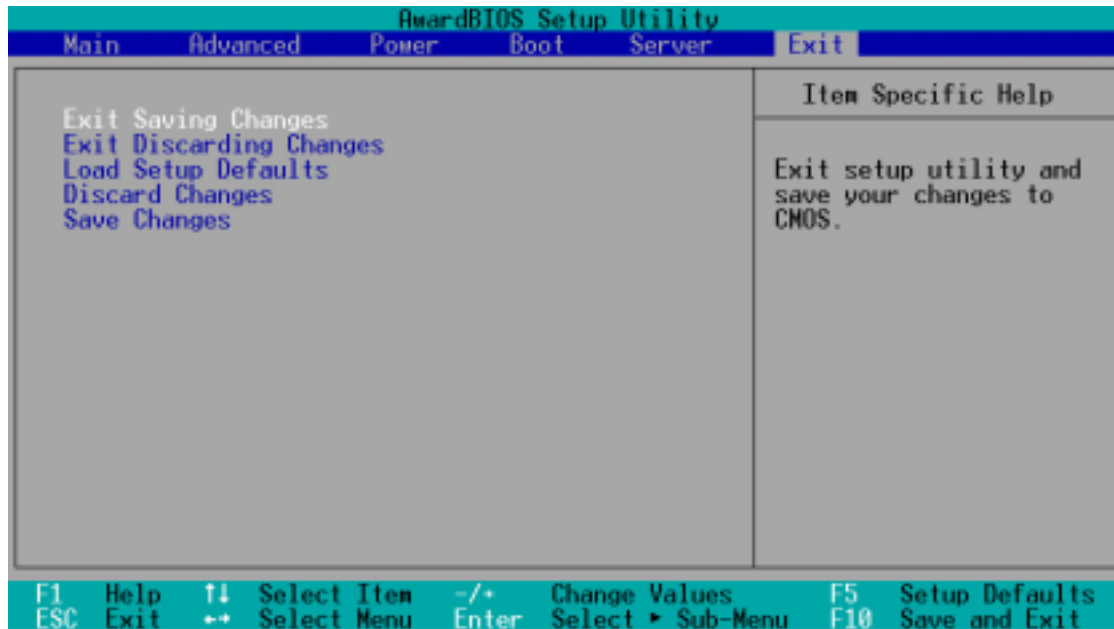 AwardBIOS Setup Utility
Main Advanced Power Boot Server Exit
Item Specific Help
Exit Saving Changes
Exit Discarding Changes
Load Setup Defaults
Discard Changes
Save Changes
Exit setup utility and
save your changes to
CMOS.
F1 Help ↑↓ Select Item -/+ Change Values F5 Setup Defaults
ESC Exit ←→ Select Menu Enter Select ► Sub-Menu F10 Save and Exit